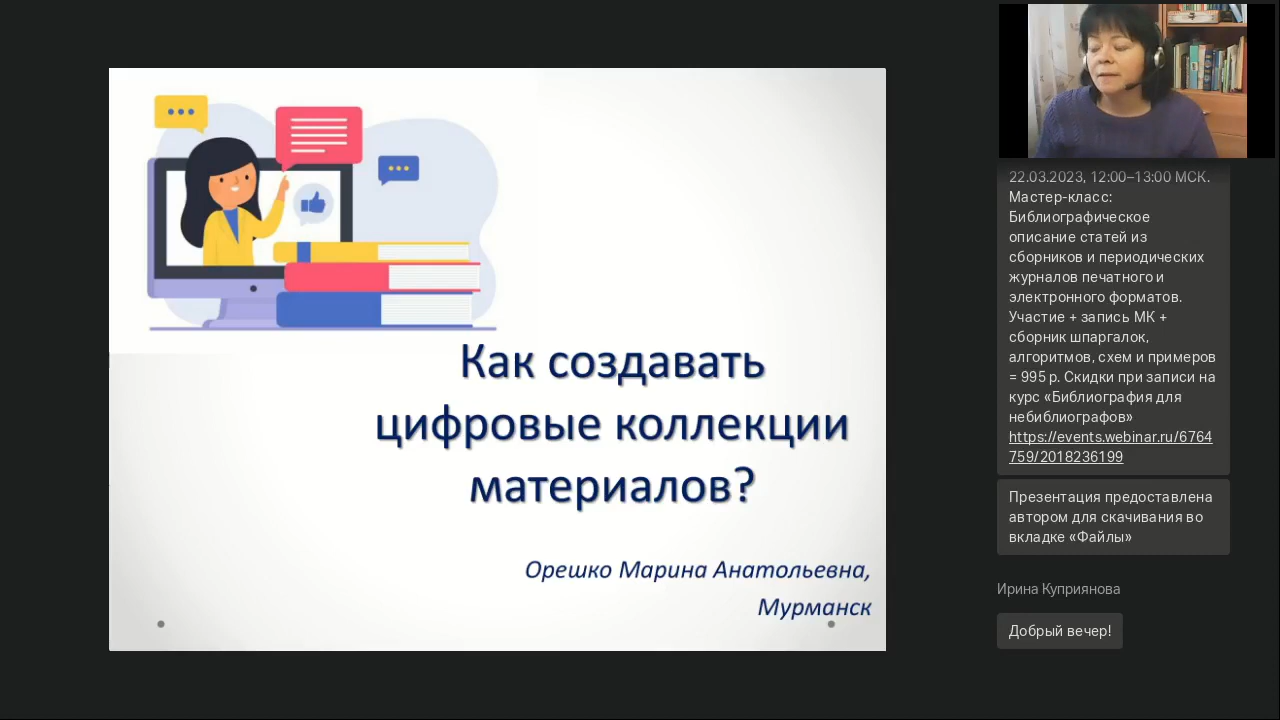 Как создавать
цифровые коллекции
материалов?
Орешко Марина Анатольевна,
Мурманск
22.03.2023, 12:00–13:00 МСК.
Мастер-класс:
Библиографическое
описание статей из
сборников и периодических
журналов печатного и
электронного форматов.
Участие + запись МК +
сборник шпаргалок,
алгоритмов, схем и примеров
= 995 р. Скидки при записи на
курс «Библиография для
небиблиографов»
https://events.webinar.ru/6764
759/2018236199
Презентация предоставлена
автором для скачивания во
вкладке «Файлы»
Ирина Куприянова
Добрый вечер!